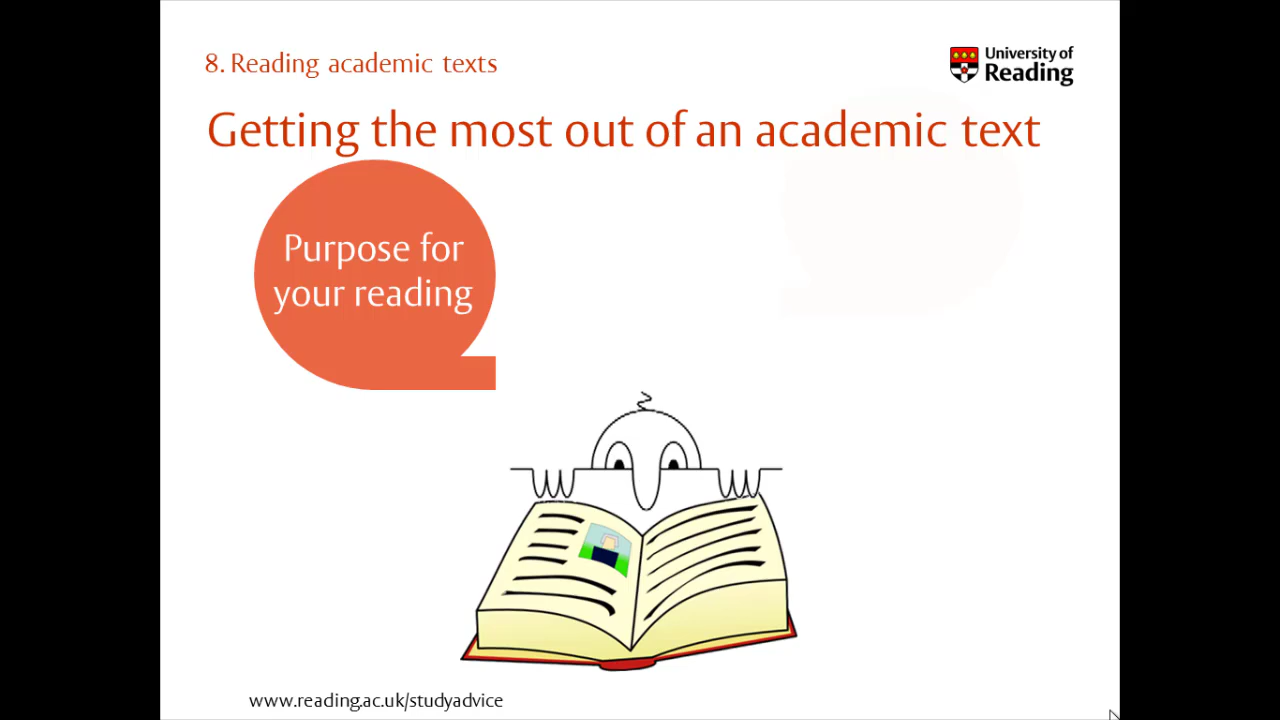 8. Reading academic texts
University of
Reading
Getting the most out of an academic text
Purpose for
your reading
www.reading.ac.uk/studyadvice